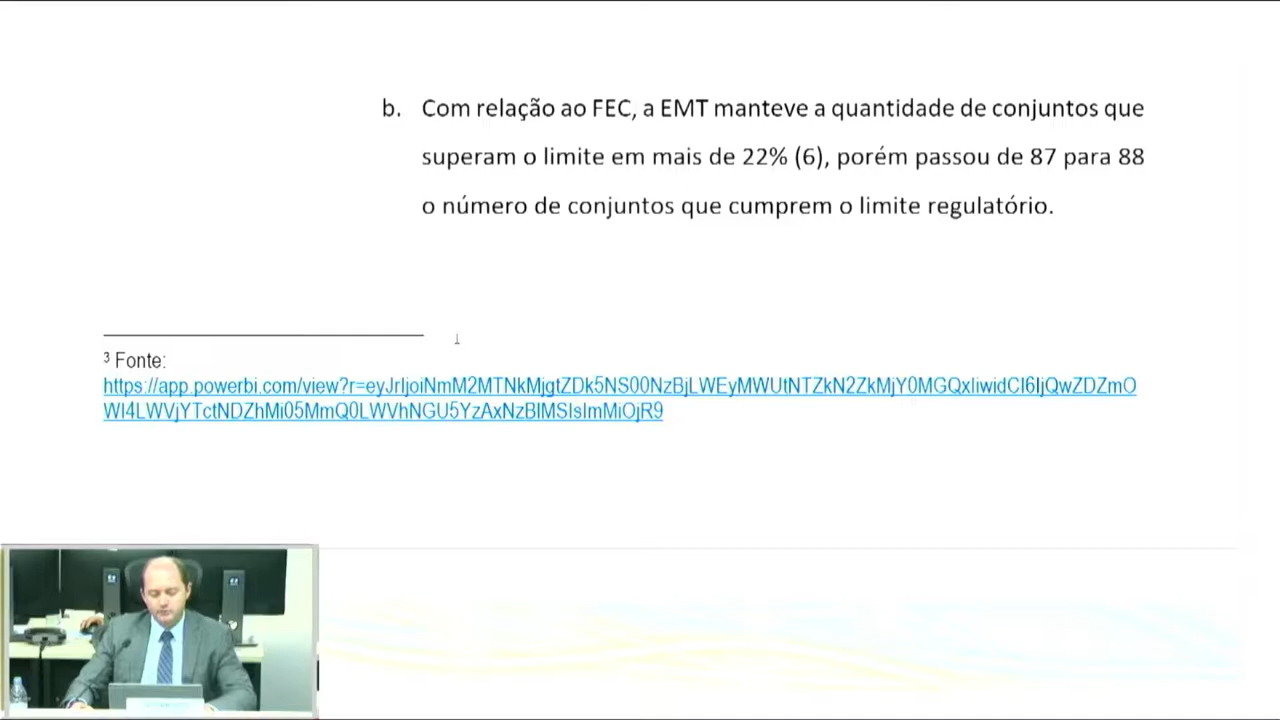 b. Com relação ao FEC, a EMT manteve a quantidade de conjuntos que
superam o limite em mais de 22% (6), porém passou de 87 para 88
o número de conjuntos que cumprem o limite regulatório.
³ Fonte:
https://app.powerbi.com/view?r=eyJrIjoiNmM2MTNkMjgtZDk5NS00NzBjLWEyMWUtNTZkN2ZkMjY0MGQxIiwidCI6IjQwZDZmO
WI4LWVjYTctNDZhMi05MmQ0LWVhNGU5YzAxNzBlMSIsImMiOjR9